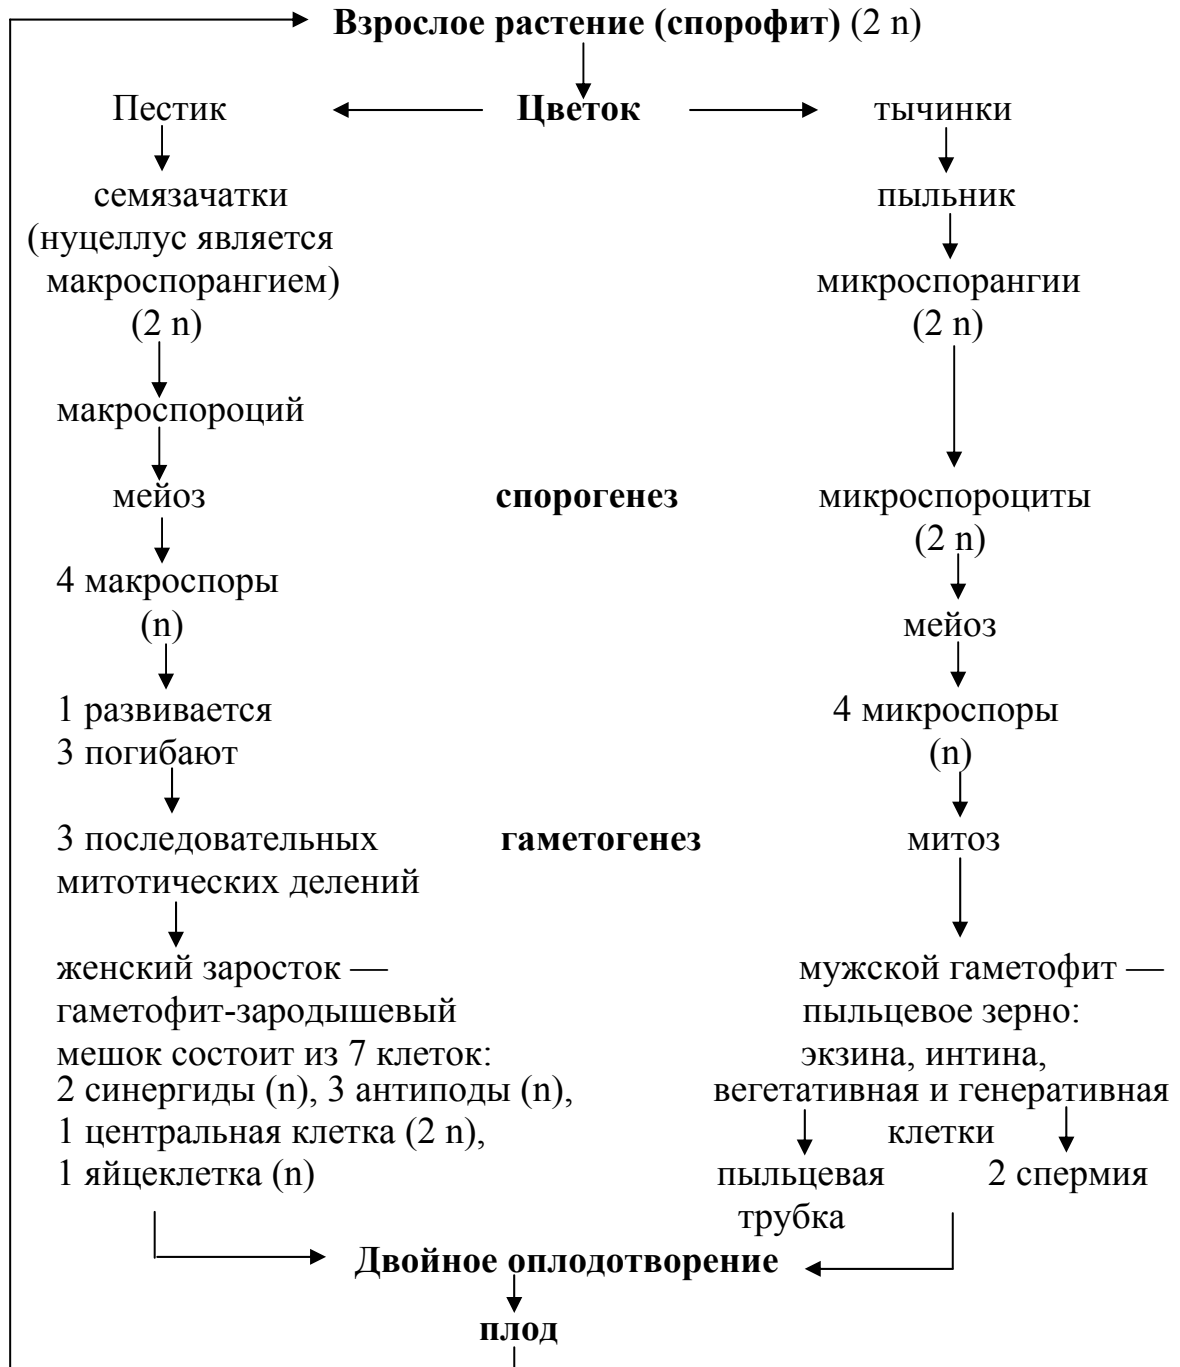 Взрослое растение (спорофит) (2 n)
Пестик Цветок тычинки
семязачатки пыльник
(нуцеллус является
макроспорангием) микроспорангии
(2 n) (2 n)
макроспороций
мейоз спорогенез микроспороциты
(2 n)
4 макроспоры
(n) мейоз
1 развивается 4 микроспоры
3 погибают (n)
3 последовательных гаметогенез митоз
митотических делений
женский заросток — мужской гаметофит —
гаметофит-зародышевый пыльцевое зерно:
мешок состоит из 7 клеток: экзина, интина,
2 синергиды (n), 3 антиподы (n), вегетативная и генеративная
1 центральная клетка (2 n), клетки
1 яйцеклетка (n) пыльцевая 2 спермия
трубка
Двойное оплодотворение
плод